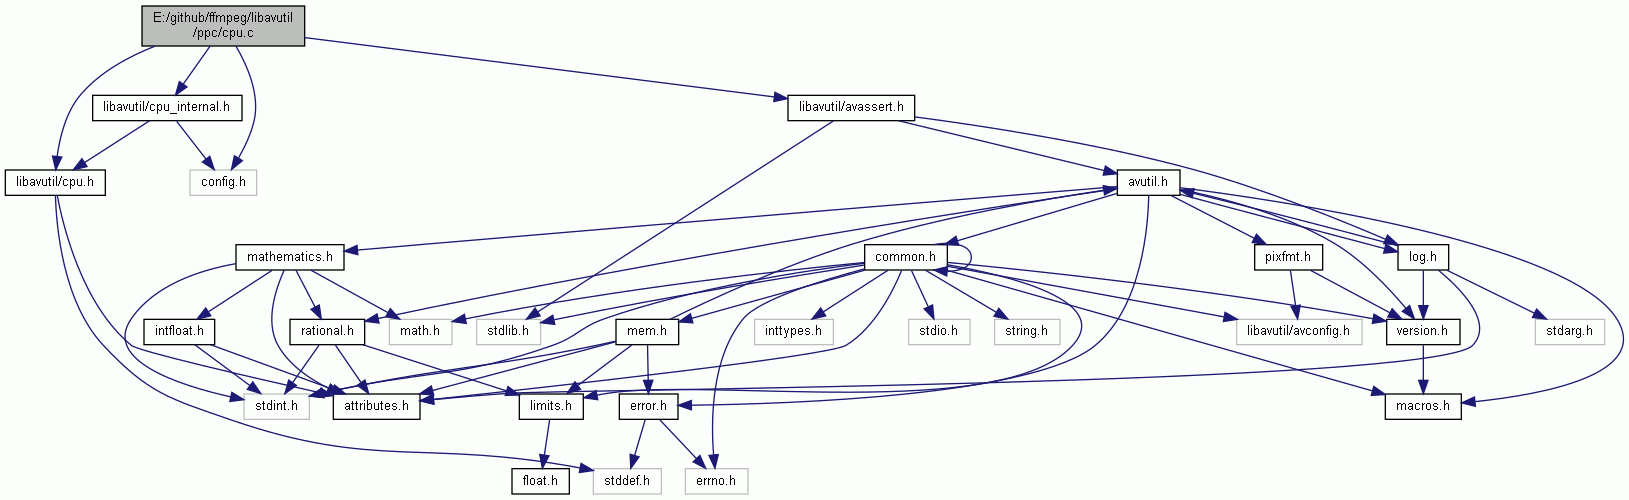 E:/github/ffmpeg/libavutil
/ppc/cpu.c
libavutil/cpu_internal.h
libavutil/avassert.h
libavutil/cpu.h
config.h
avutil.h
mathematics.h
common.h
pixfmt.h
log.h
intfloat.h
rational.h
math.h
stdlib.h
mem.h
inttypes.h
stdio.h
string.h
libavutil/avconfig.h
version.h
stdarg.h
stdint.h
attributes.h
limits.h
error.h
macros.h
float.h
stddef.h
errno.h